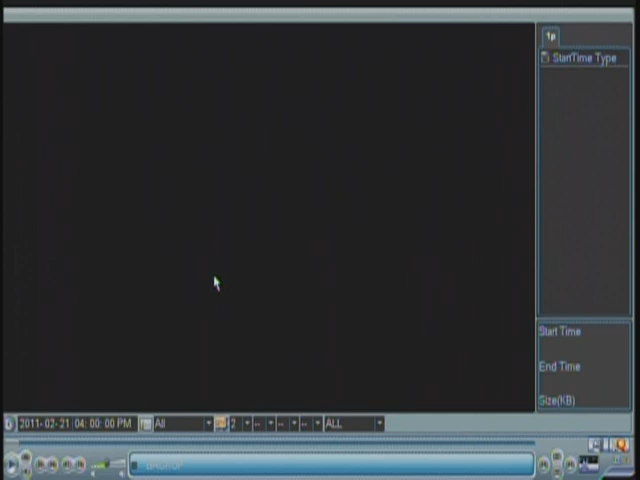 1p
StartTime Type
Start Time
End Time
Size(KB)
2011-02-21 04:00:00 PM All 2 -- -- -- ALL
BACKUP